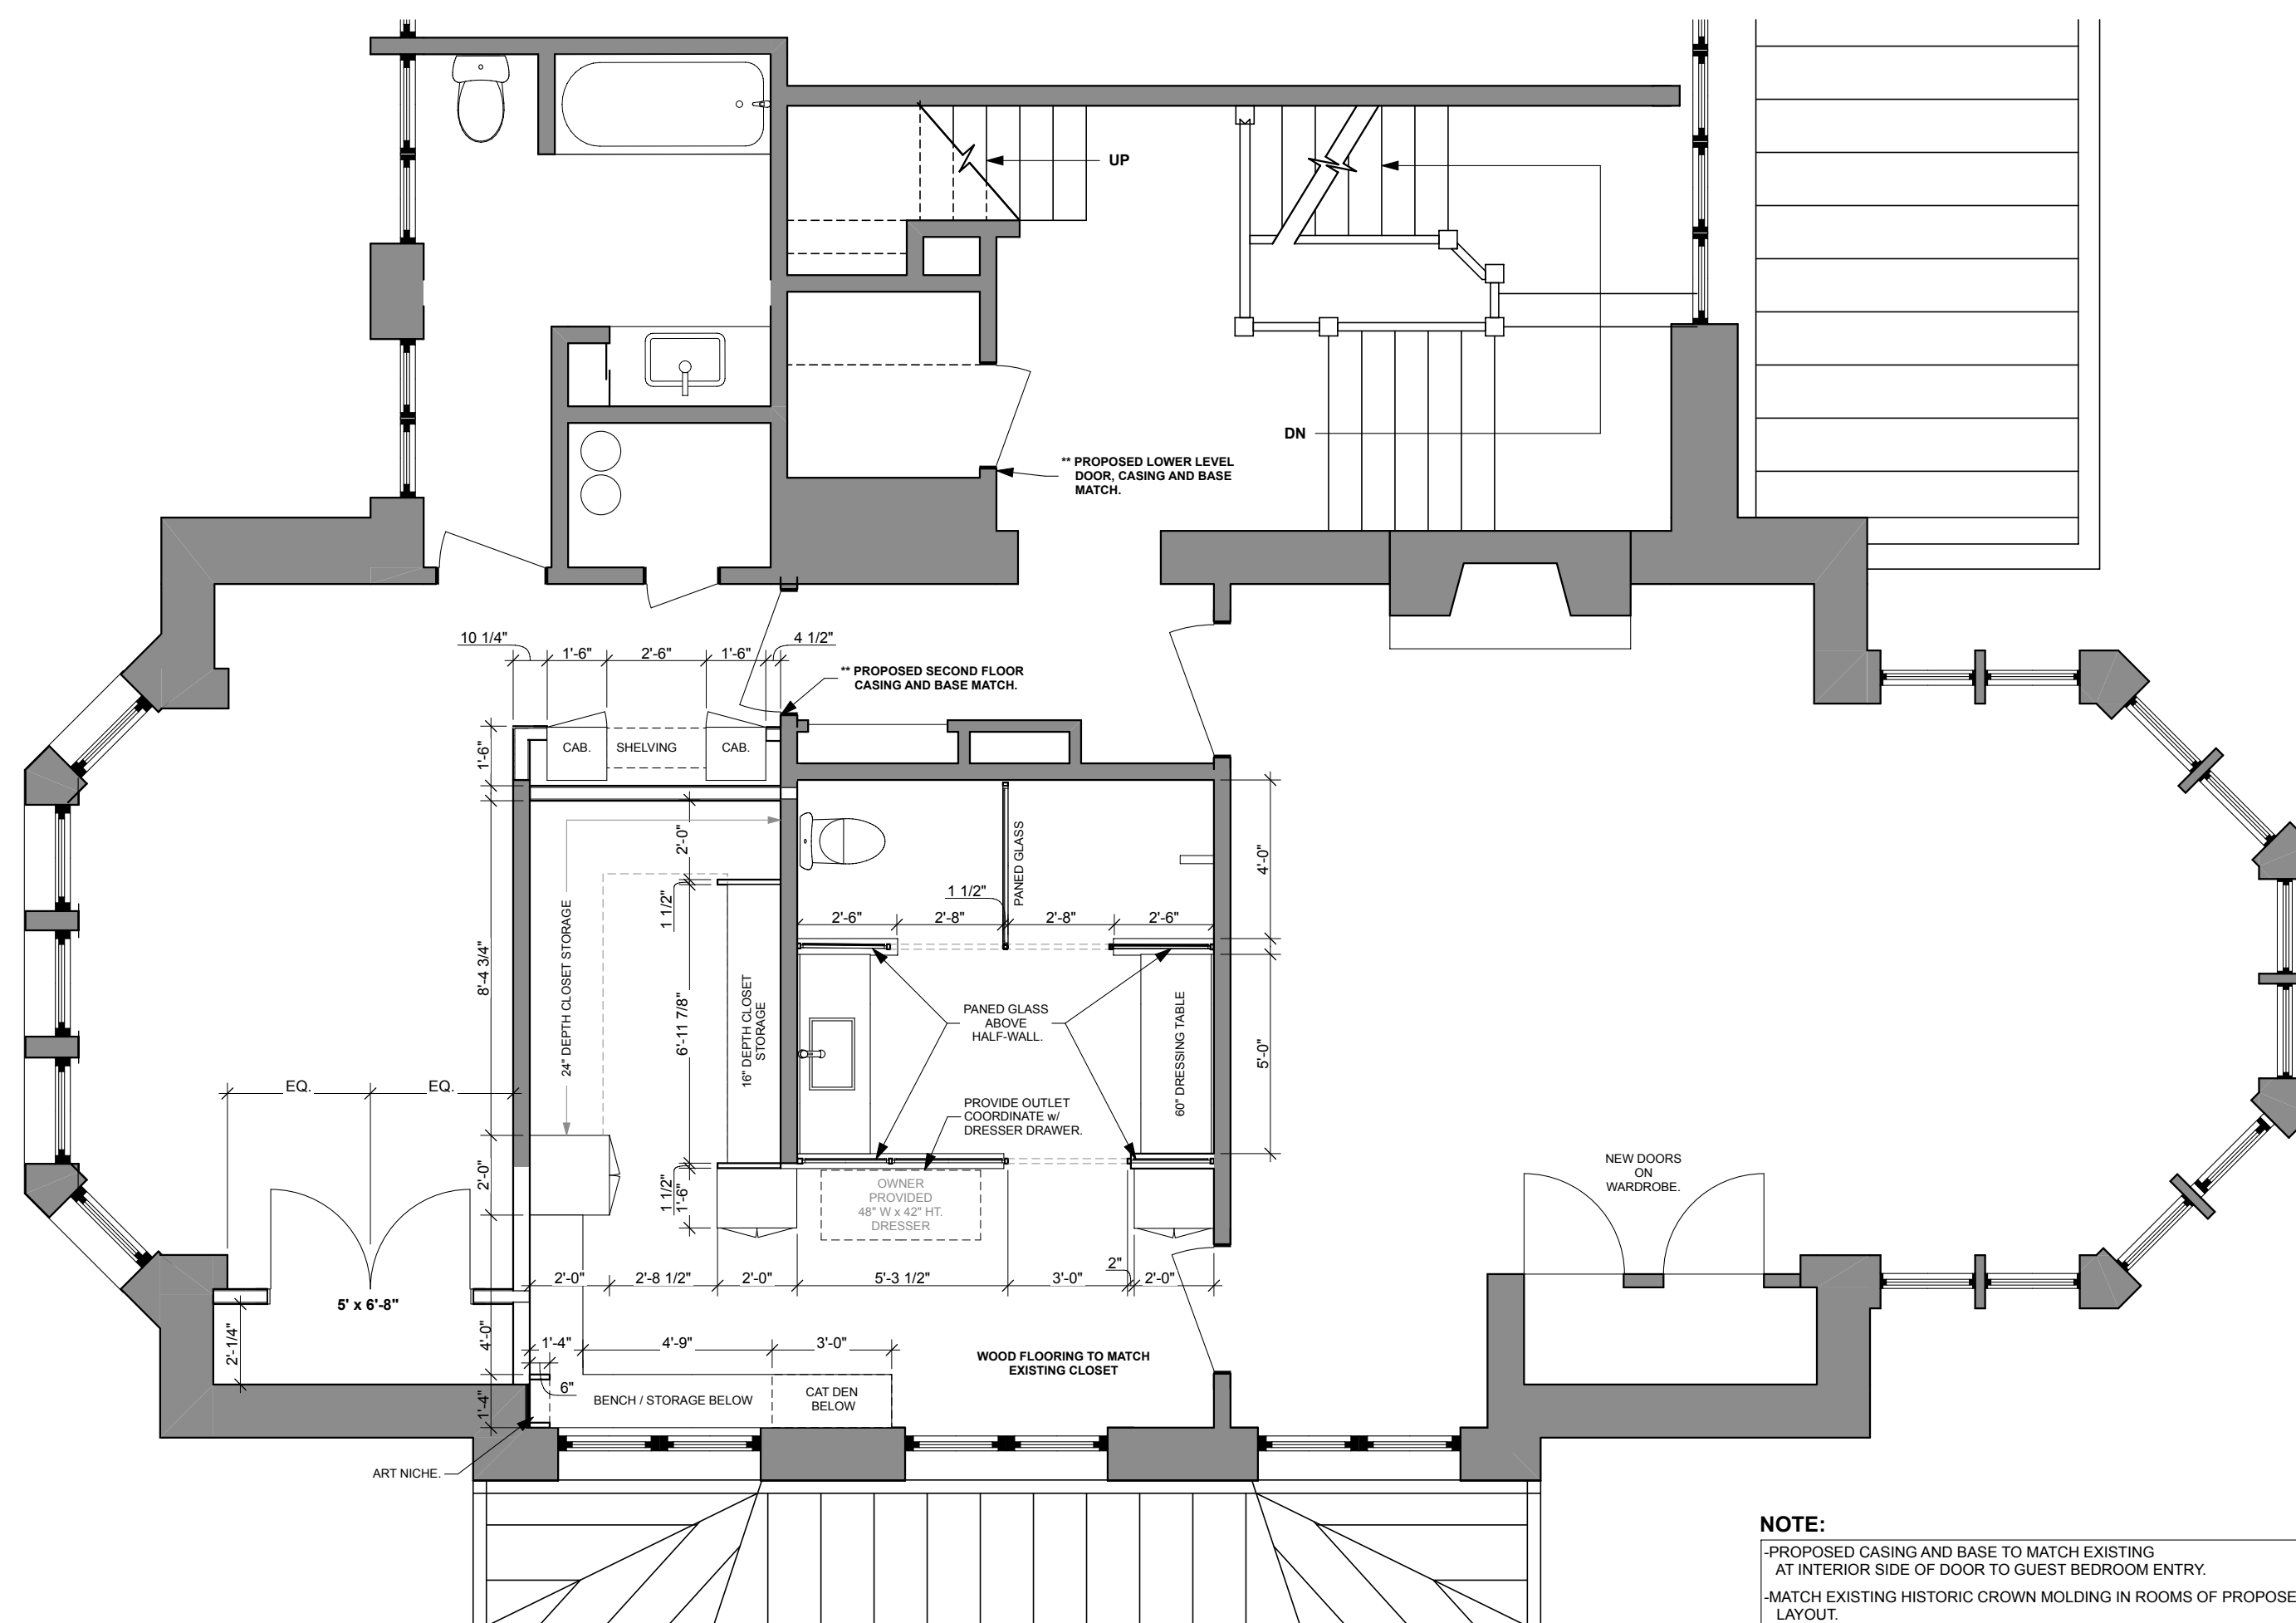 UP
DN
** PROPOSED LOWER LEVEL
DOOR, CASING AND BASE
MATCH.
10 1/4"
1'-6"
2'-6"
1'-6"
4 1/2"
** PROPOSED SECOND FLOOR
CASING AND BASE MATCH.
1'-6"
CAB.
SHELVING
CAB.
2'-0"
1 1/2"
8'-4 3/4"
24" DEPTH CLOSET STORAGE
6'-11 7/8"
16" DEPTH CLOSET
STORAGE
PANED GLASS
1 1/2"
2'-6"
2'-8"
2'-8"
2'-6"
4'-0"
5'-0"
PANED GLASS
ABOVE
HALF-WALL.
60" DRESSING TABLE
PROVIDE OUTLET
COORDINATE w/
DRESSER DRAWER.
EQ.
EQ.
2'-0"
1 1/2"
1'-6"
OWNER
PROVIDED
48" W x 42" HT.
DRESSER
NEW DOORS
ON
WARDROBE.
2'-0"
2'-8 1/2"
2'-0"
5'-3 1/2"
3'-0"
2"
2'-0"
5' x 6'-8"
2'-1/4"
4'-0"
1'-4"
4'-9"
3'-0"
WOOD FLOORING TO MATCH
EXISTING CLOSET
6"
1'-4"
BENCH / STORAGE BELOW
CAT DEN
BELOW
ART NICHE.
NOTE:
-PROPOSED CASING AND BASE TO MATCH EXISTING
AT INTERIOR SIDE OF DOOR TO GUEST BEDROOM ENTRY.
-MATCH EXISTING HISTORIC CROWN MOLDING IN ROOMS OF PROPOSE
LAYOUT.